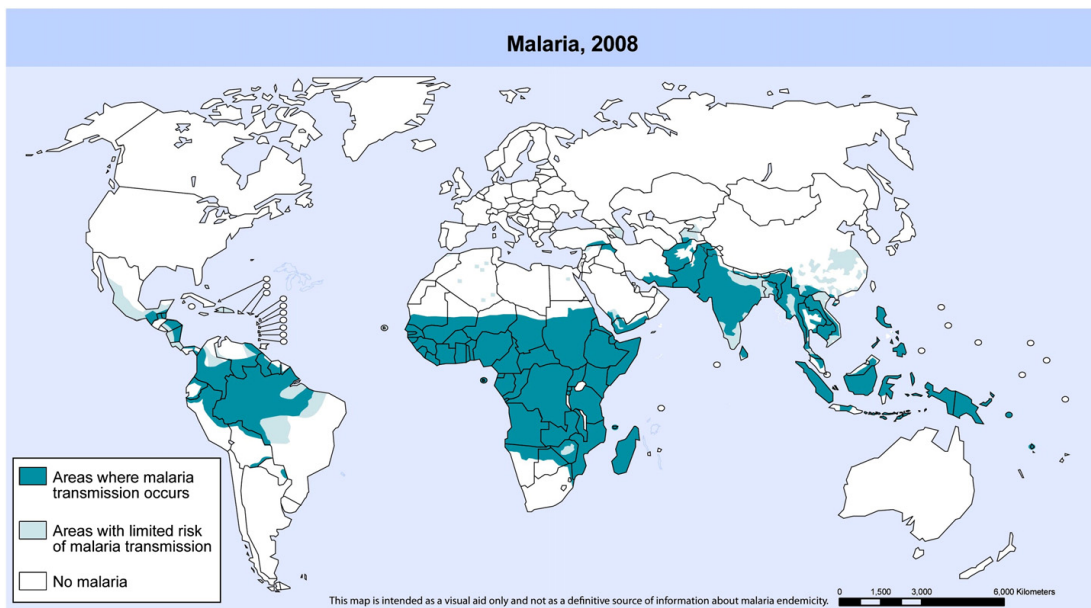 Malaria, 2008
Areas where malaria
transmission occurs
Areas with limited risk
of malaria transmission
No malaria
This map is intended as a visual aid only and not as a definitive source of information about malaria endemicity.
0 1,500 3,000 6,000 Kilometers